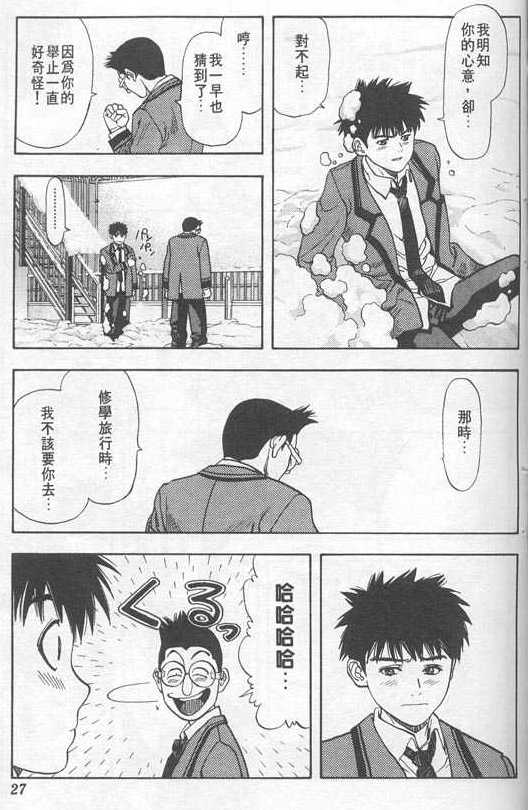 我明知
你的心意，卻…
對不起…
哼……
我一早也
猜到了…
因為你的
舉止一直
好奇怪！
…………
那時…
修學旅行時…
我不該要你去…
哈哈哈哈…
くるっ
27